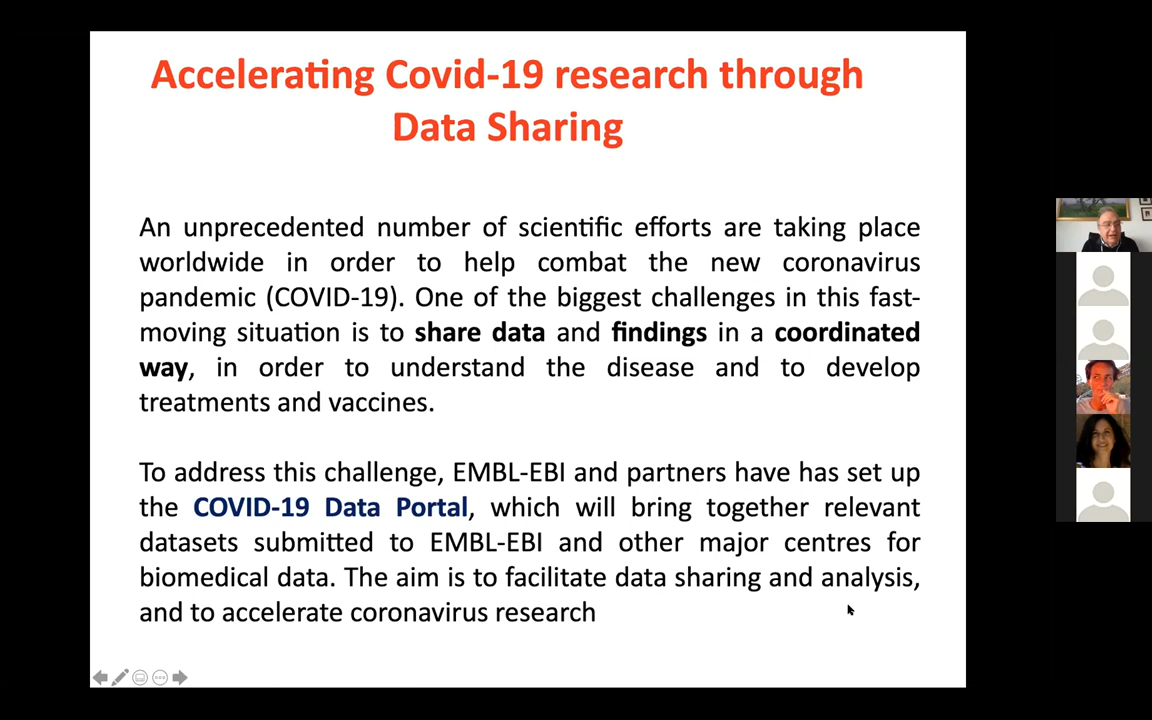 Accelerating Covid-19 research through
Data Sharing
An unprecedented number of scientific efforts are taking place
worldwide in order to help combat the new coronavirus
pandemic (COVID-19). One of the biggest challenges in this fast-
moving situation is to share data and findings in a coordinated
way, in order to understand the disease and to develop
treatments and vaccines.
To address this challenge, EMBL-EBI and partners have has set up
the COVID-19 Data Portal, which will bring together relevant
datasets submitted to EMBL-EBI and other major centres for
biomedical data. The aim is to facilitate data sharing and analysis,
and to accelerate coronavirus research